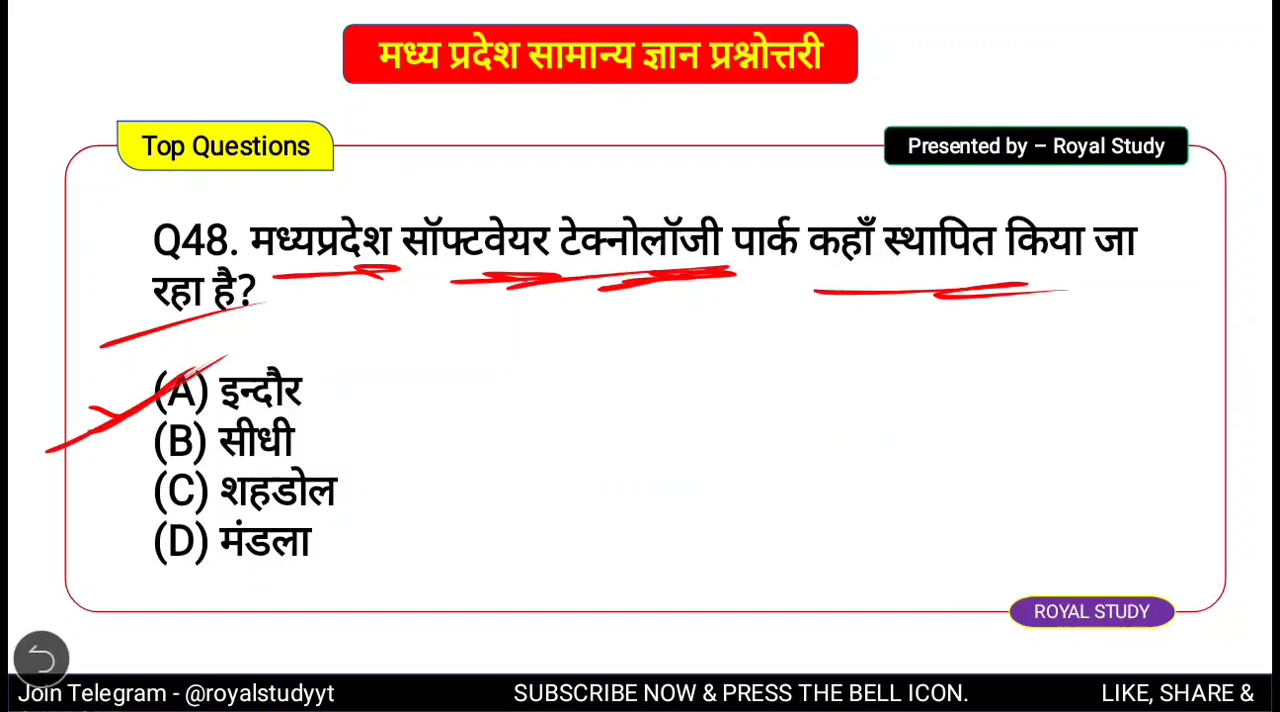 मध्य प्रदेश सामान्य ज्ञान प्रश्नोत्तरी
Top Questions
Presented by – Royal Study
Q48. मध्यप्रदेश सॉफ्टवेयर टेक्नोलॉजी पार्क कहाँ स्थापित किया जा
रहा है?
(A) इन्दौर
(B) सीधी
(C) शहडोल
(D) मंडला
ROYAL STUDY
Join Telegram - @royalstudyyt
SUBSCRIBE NOW & PRESS THE BELL ICON.
LIKE, SHARE &